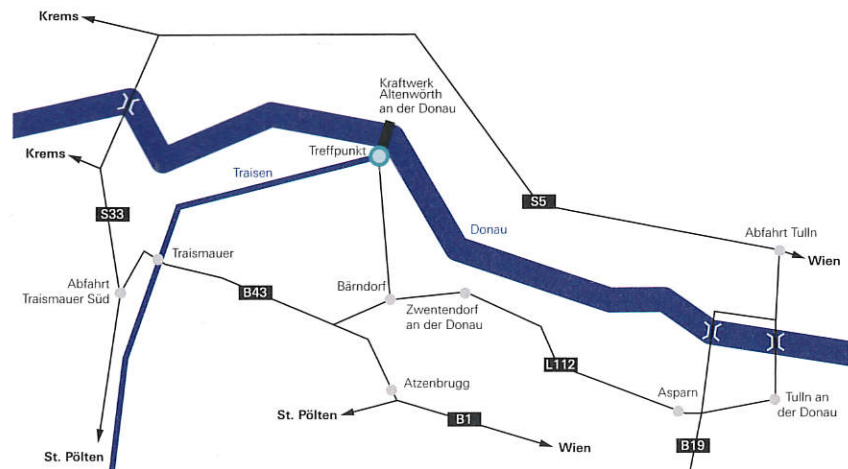 Krems
Kraftwerk
Altenwörth
an der Donau
Treffpunkt
Krems
Traisen
S33
S5
Donau
Abfahrt Tulln
Wien
Traismauer
Abfahrt
Traismauer Süd
B43
Bärndorf
Zwentendorf
an der Donau
L112
Atzenbrugg
Asparn
Tulln an
der Donau
St. Pölten
B1
Wien
B19
St. Pölten